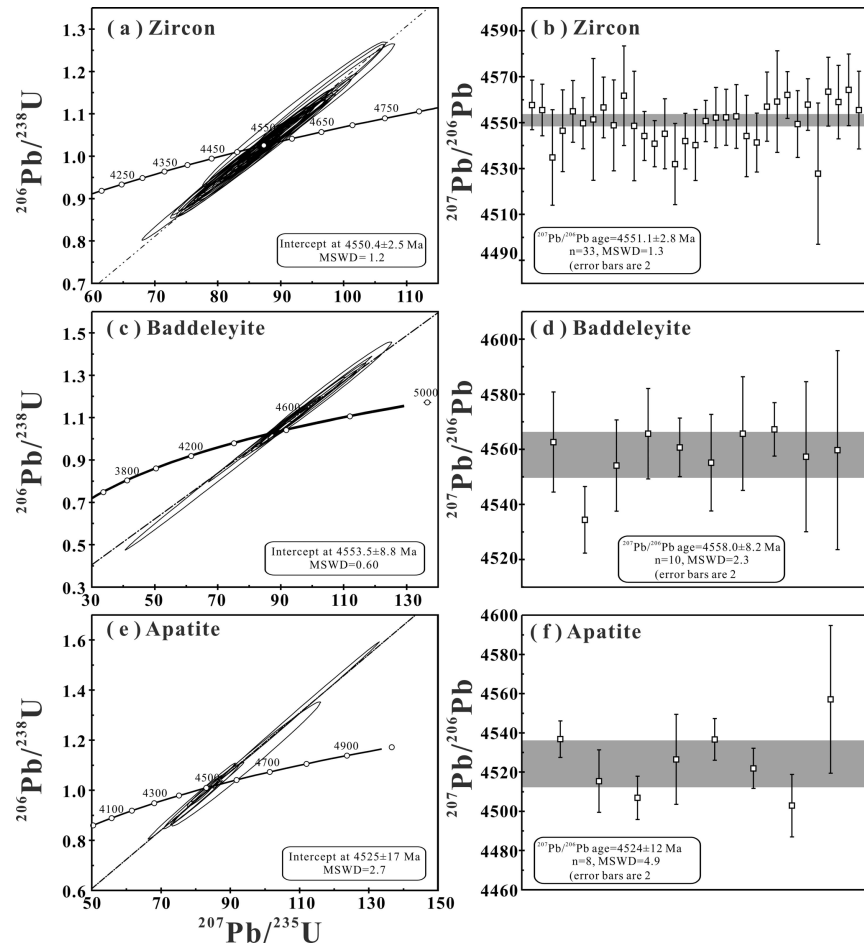 ( a ) Zircon
1.3
1.2
1.1
1.0
0.9
0.8
0.7
206Pb/238U
4250
4350
4450
4550
4650
4750
Intercept at 4550.4±2.5 Ma
MSWD= 1.2
60
70
80
90
100
110
( b ) Zircon
4590
4570
4550
4530
4510
4490
207Pb/206Pb
207Pb/206Pb age=4551.1±2.8 Ma
n=33, MSWD=1.3
(error bars are 2
( c ) Baddeleyite
1.5
1.3
1.1
0.9
0.7
0.5
0.3
206Pb/238U
3800
4200
4600
5000
Intercept at 4553.5±8.8 Ma
MSWD=0.60
30
50
70
90
110
130
( d ) Baddeleyite
4600
4580
4560
4540
4520
207Pb/206Pb
207Pb/206Pb age=4558.0±8.2 Ma
n=10, MSWD=2.3
(error bars are 2
( e ) Apatite
1.6
1.4
1.2
1.0
0.8
0.6
206Pb/238U
4100
4300
4500
4700
4900
Intercept at 4525±17 Ma
MSWD=2.7
50
70
90
110
130
150
207Pb/235U
( f ) Apatite
4600
4580
4560
4540
4520
4500
4480
4460
207Pb/206Pb
207Pb/206Pb age=4524±12 Ma
n=8, MSWD=4.9
(error bars are 2